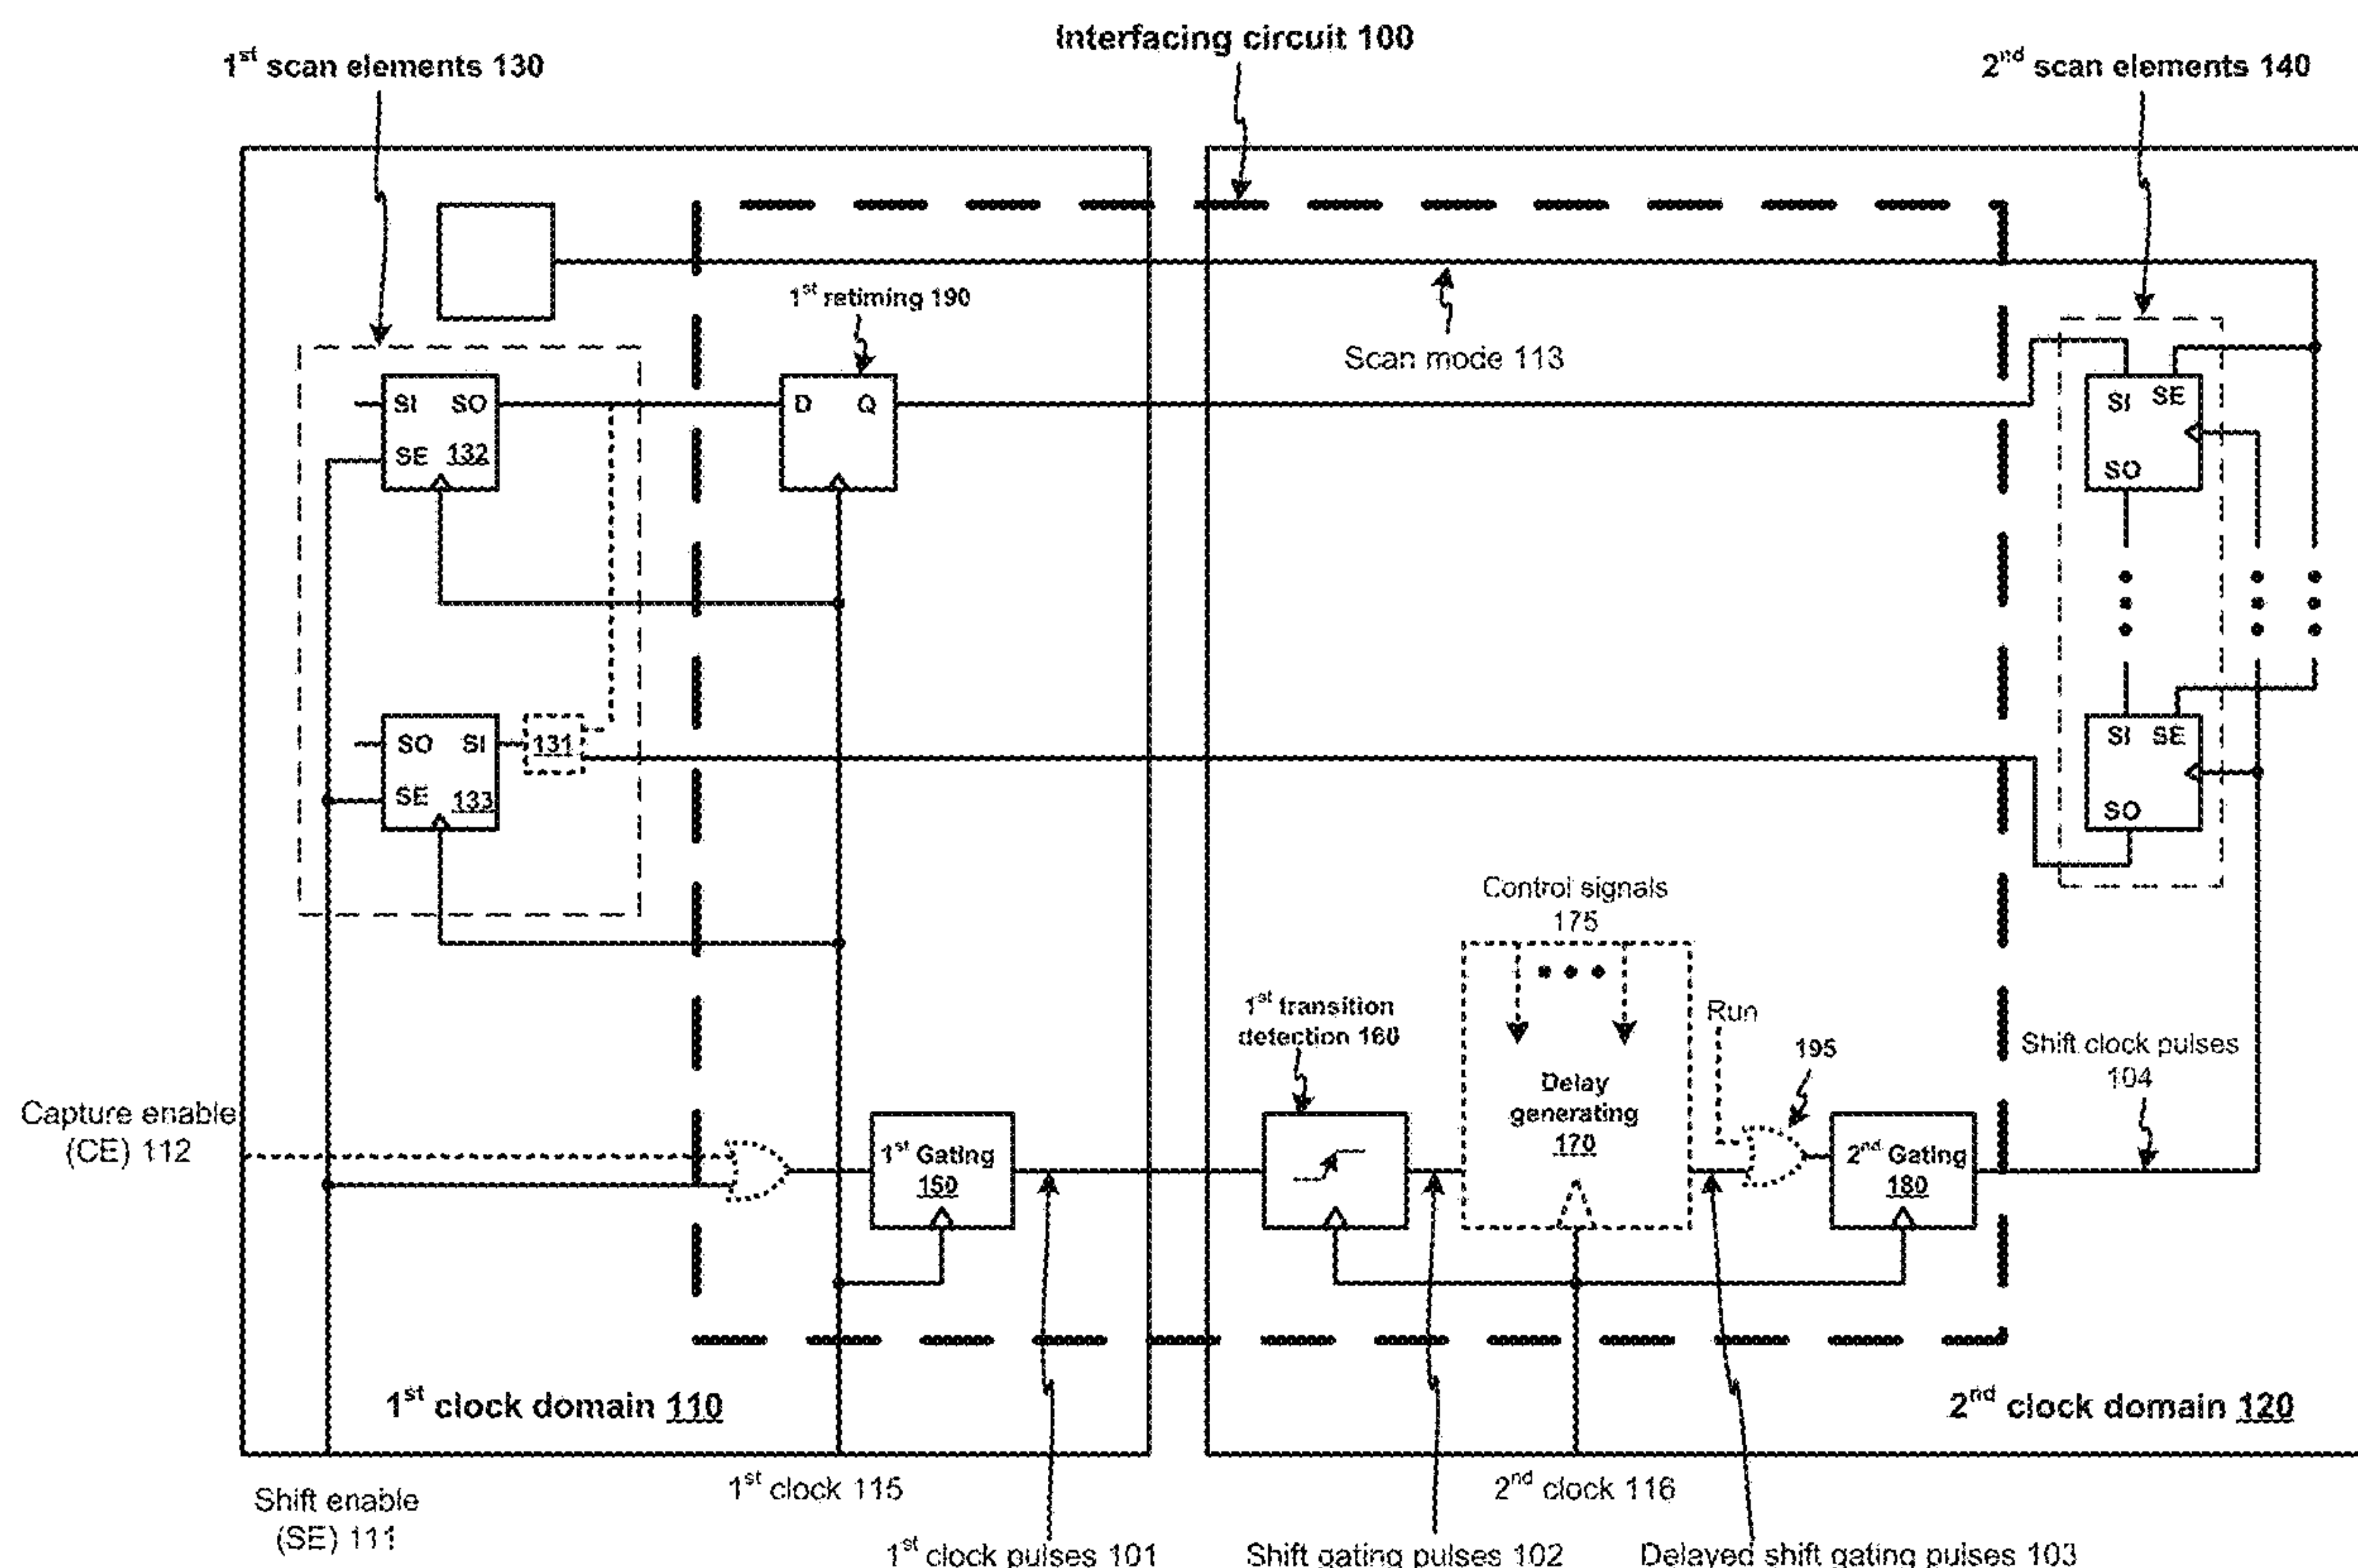 Interfacing circuit 100
1st scan elements 130
2nd scan elements 140
1st retiming 190
Scan mode 113
SI SO
SE 132
D Q
SI SE
SO
SO SI
131
SE 133
SI SE
SO
Control signals
175
1st transition
detection 160
Run
195
Shift clock pulses
104
Delay
generating
170
Capture enable
(CE) 112
1st Gating
150
2nd Gating
180
1st clock domain 110
2nd clock domain 120
1st clock 115
2nd clock 116
Shift enable
(SE) 111
1st clock pulses 101
Shift gating pulses 102
Delayed shift gating pulses 103